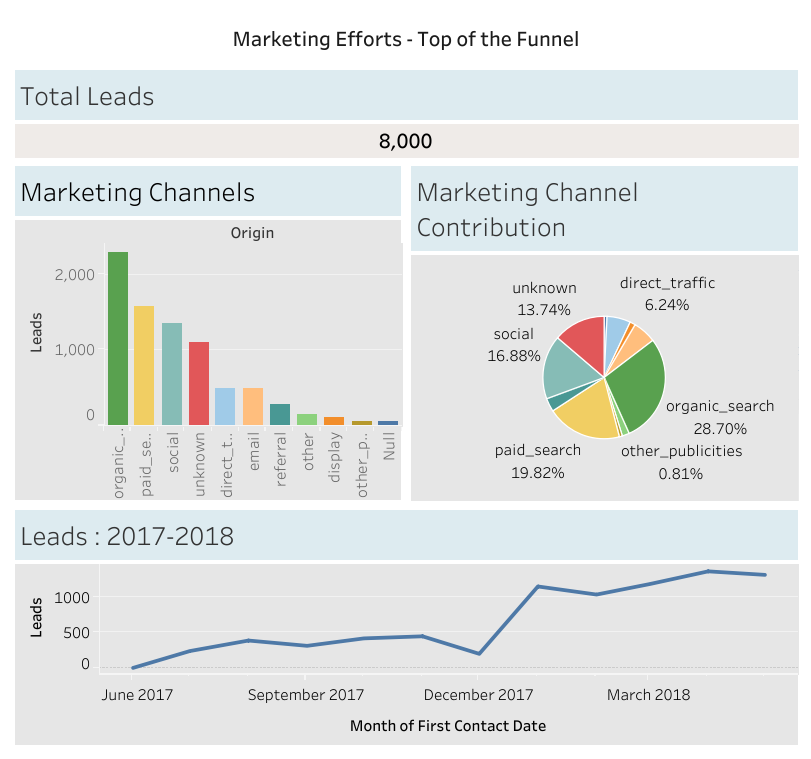 Marketing Efforts - Top of the Funnel
Total Leads
8,000
Marketing Channels
Marketing Channel
Contribution
Origin
Leads
2,000
1,000
0
organic_..
paid_se..
social
unknown
direct_t..
email
referral
other
display
other_p..
Null
unknown
13.74%
direct_traffic
6.24%
social
16.88%
organic_search
28.70%
paid_search
19.82%
other_publicities
0.81%
Leads : 2017-2018
Leads
1000
500
0
June 2017
September 2017
December 2017
March 2018
Month of First Contact Date